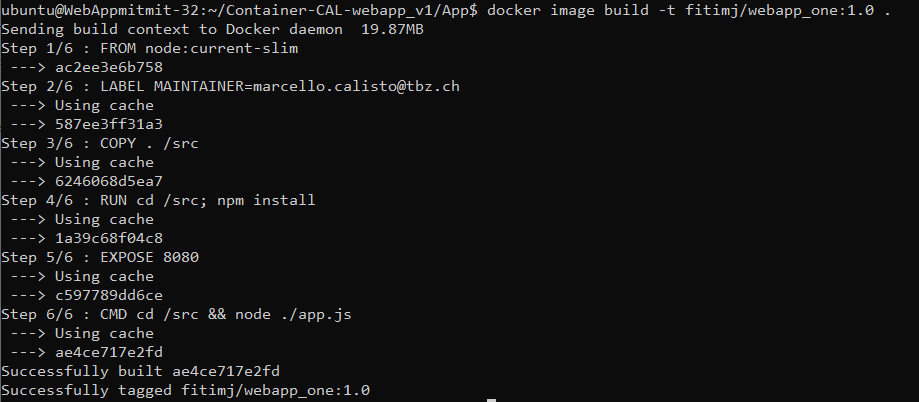 ubuntu@WebAppmitmit-32:~/Container-CAL-webapp_v1/App$ docker image build -t fitimj/webapp_one:1.0 .
Sending build context to Docker daemon  19.87MB
Step 1/6 : FROM node:current-slim
 ---> ac2ee3e6b758
Step 2/6 : LABEL MAINTAINER=marcello.calisto@tbz.ch
 ---> Using cache
 ---> 587ee3ff31a3
Step 3/6 : COPY . /src
 ---> Using cache
 ---> 6246068d5ea7
Step 4/6 : RUN cd /src; npm install
 ---> Using cache
 ---> 1a39c68f04c8
Step 5/6 : EXPOSE 8080
 ---> Using cache
 ---> c597789dd6ce
Step 6/6 : CMD cd /src && node ./app.js
 ---> Using cache
 ---> ae4ce717e2fd
Successfully built ae4ce717e2fd
Successfully tagged fitimj/webapp_one:1.0